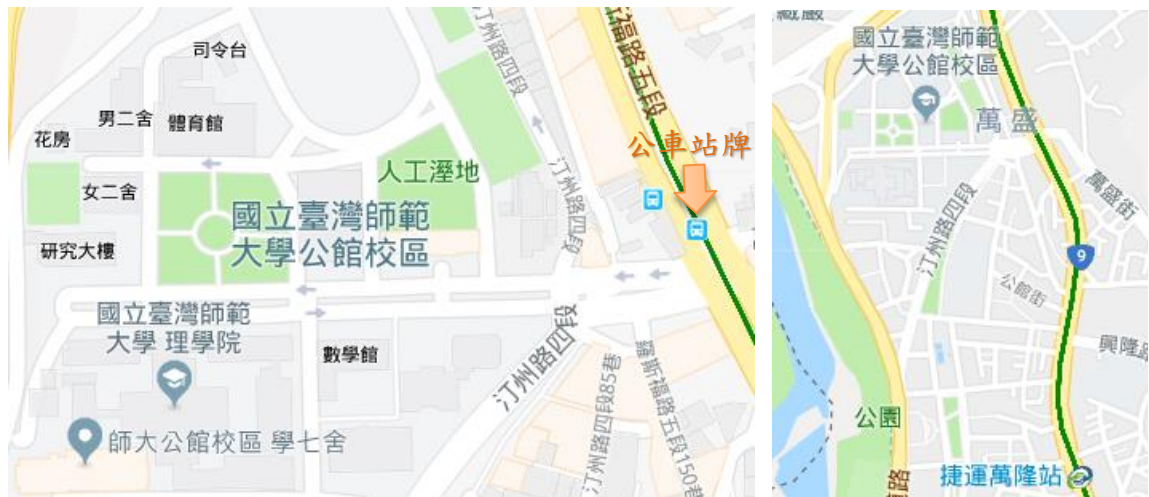 司令台
汀州路四段
羅斯福路五段
男二舍
體育館
花房
公車站牌
人工溼地
汀州路四段
女二舍
國立臺灣師範
大學公館校區
研究大樓
國立臺灣師範
大學 理學院
數學館
汀州路四段
汀州路四段85巷
羅斯福路五段150巷
師大公館校區 學七舍
國立臺灣師範
大學公館校區
萬盛
萬盛街
汀州路四段
9
公館街
興隆路
公園
捷運萬隆站